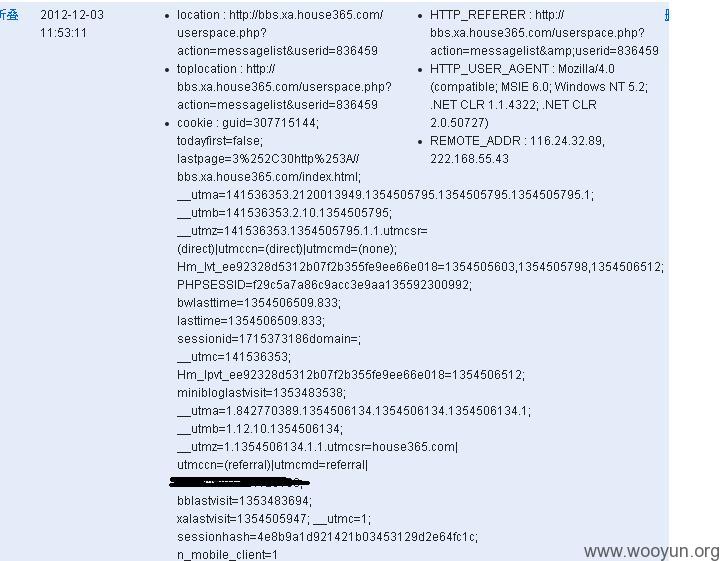 折叠
2012-12-03
11:53:11
location : http://bbs.xa.house365.com/
userspace.php?
action=messagelist&userid=836459
toplocation : http://
bbs.xa.house365.com/userspace.php?
action=messagelist&userid=836459
cookie : guid=307715144;
todayfirst=false;
lastpage=3%252C30http%253A//
bbs.xa.house365.com/index.html;
__utma=141536353.2120013949.1354505795.1354505795.1354505795.1;
__utmb=141536353.2.10.1354505795;
__utmz=141536353.1354505795.1.1.utmcsr=
(direct)|utmccn=(direct)|utmcmd=(none);
Hm_lvt_ee92328d5312b07f2b355fe9ee66e018=1354505603,1354505798,1354506512;
PHPSESSID=f29c5a7a86c9acc3e9aa135592300992;
bwlasttime=1354506509.833;
lasttime=1354506509.833;
sessionid=1715373186domain=;
__utmc=141536353;
Hm_lpvt_ee92328d5312b07f2b355fe9ee66e018=1354506512;
minibloglastvisit=1353483538;
__utma=1.842770389.1354506134.1354506134.1354506134.1;
__utmb=1.12.10.1354506134;
__utmz=1.1354506134.1.1.utmcsr=house365.com|
utmccn=(referral)|utmcmd=referral|
bblastvisit=1353483694;
xalastvisit=1354505947; __utmc=1;
sessionhash=4e8b9a1d921421b03453129d2e64fc1c;
n_mobile_client=1
HTTP_REFERER : http://
bbs.xa.house365.com/userspace.php?
action=messagelist&amp;userid=836459
HTTP_USER_AGENT : Mozilla/4.0
(compatible; MSIE 6.0; Windows NT 5.2;
.NET CLR 1.1.4322; .NET CLR
2.0.50727)
REMOTE_ADDR : 116.24.32.89,
222.168.55.43
www.wooyun.org